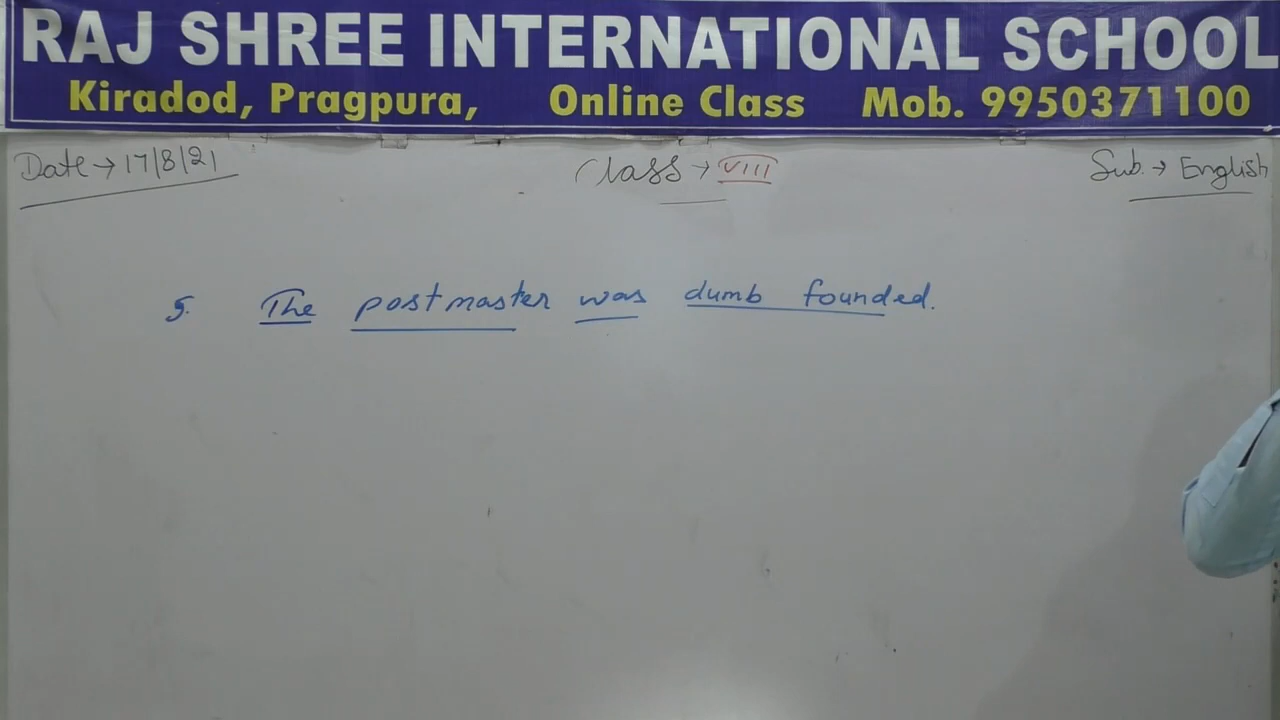 RAJ SHREE INTERNATIONAL SCHOOL
Kiradod, Pragpura, Online Class Mob. 9950371100
Date → 17/8/21 Class → VIII Sub. → English
5. The postmaster was dumb founded.